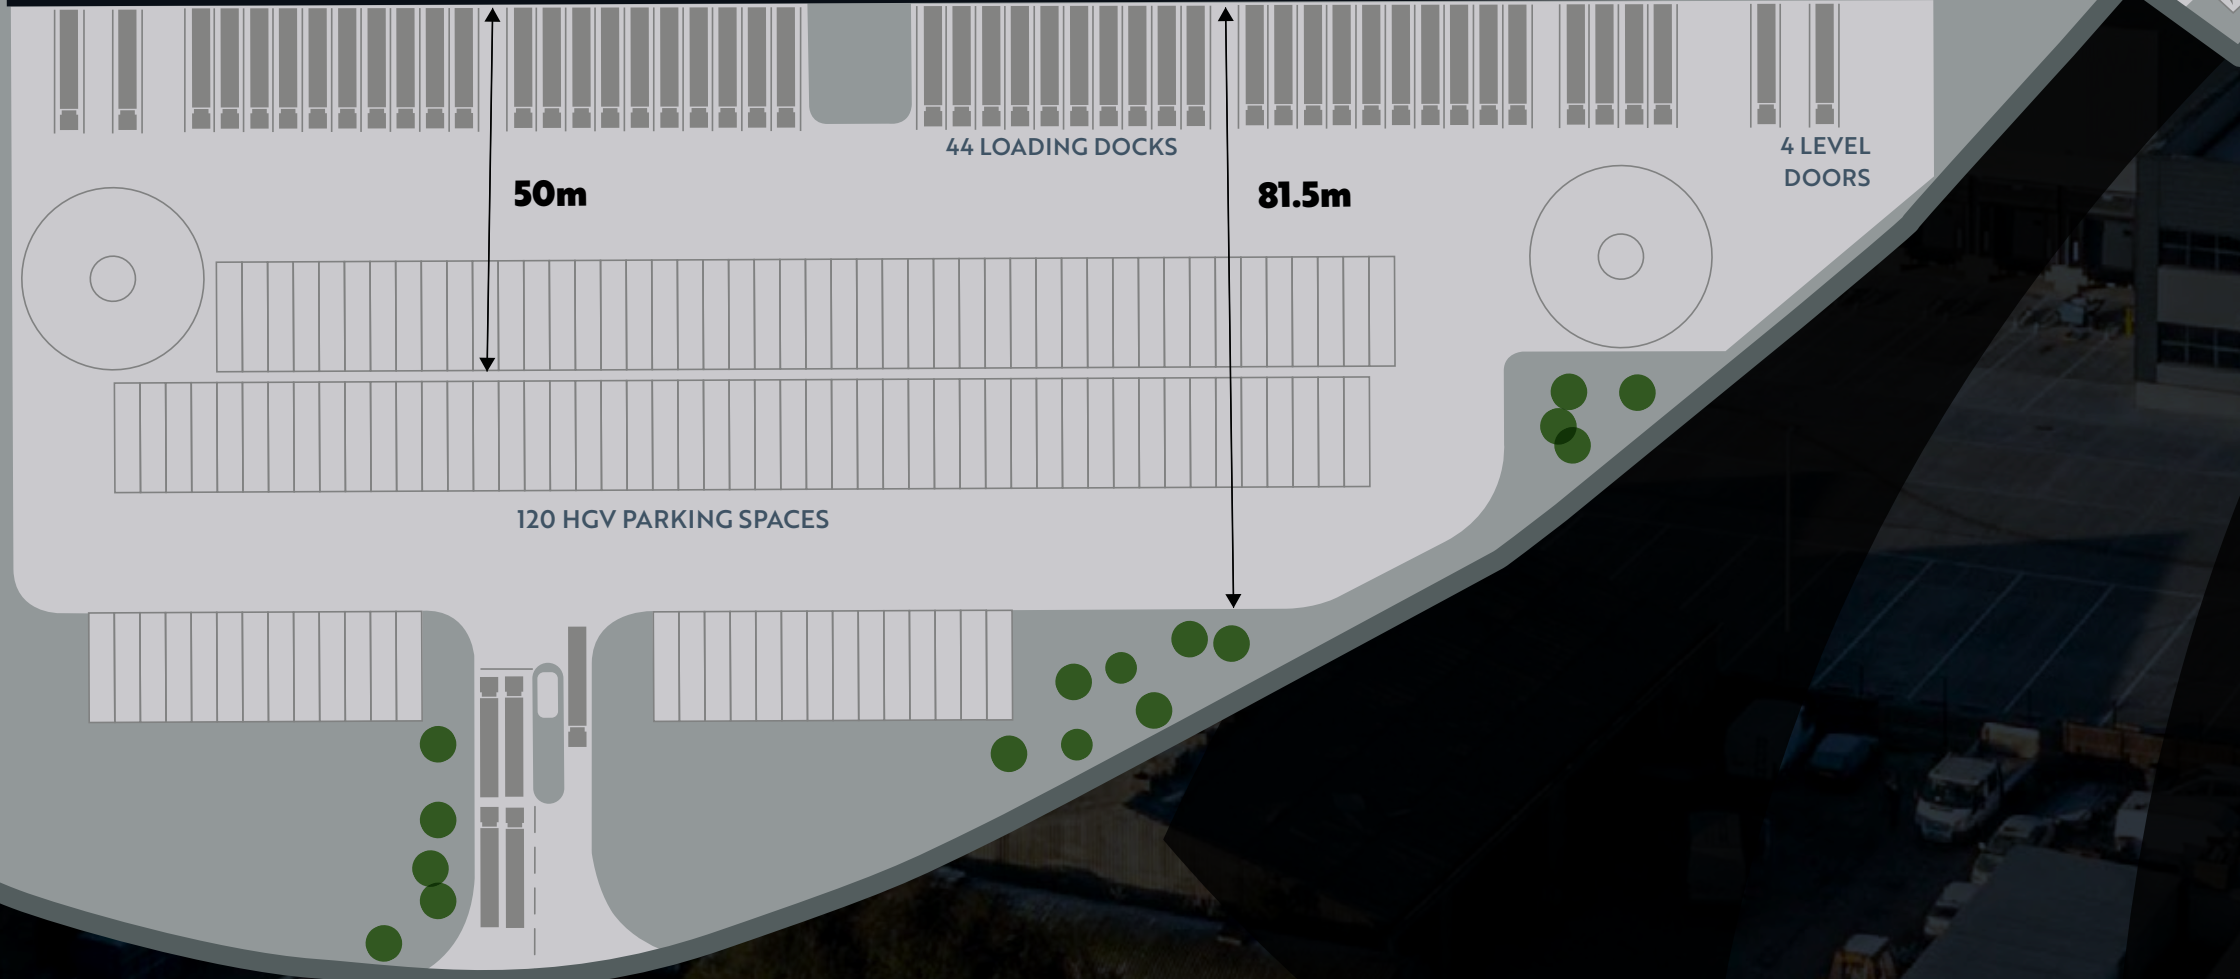 44 LOADING DOCKS
4 LEVEL
DOORS
50m
81.5m
120 HGV PARKING SPACES